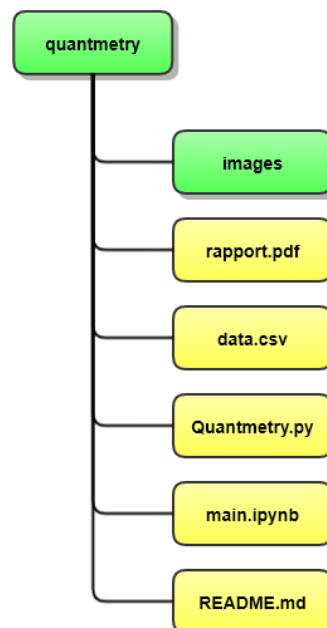 quantmetry
images
rapport.pdf
data.csv
Quantmetry.py
main.ipynb
README.md